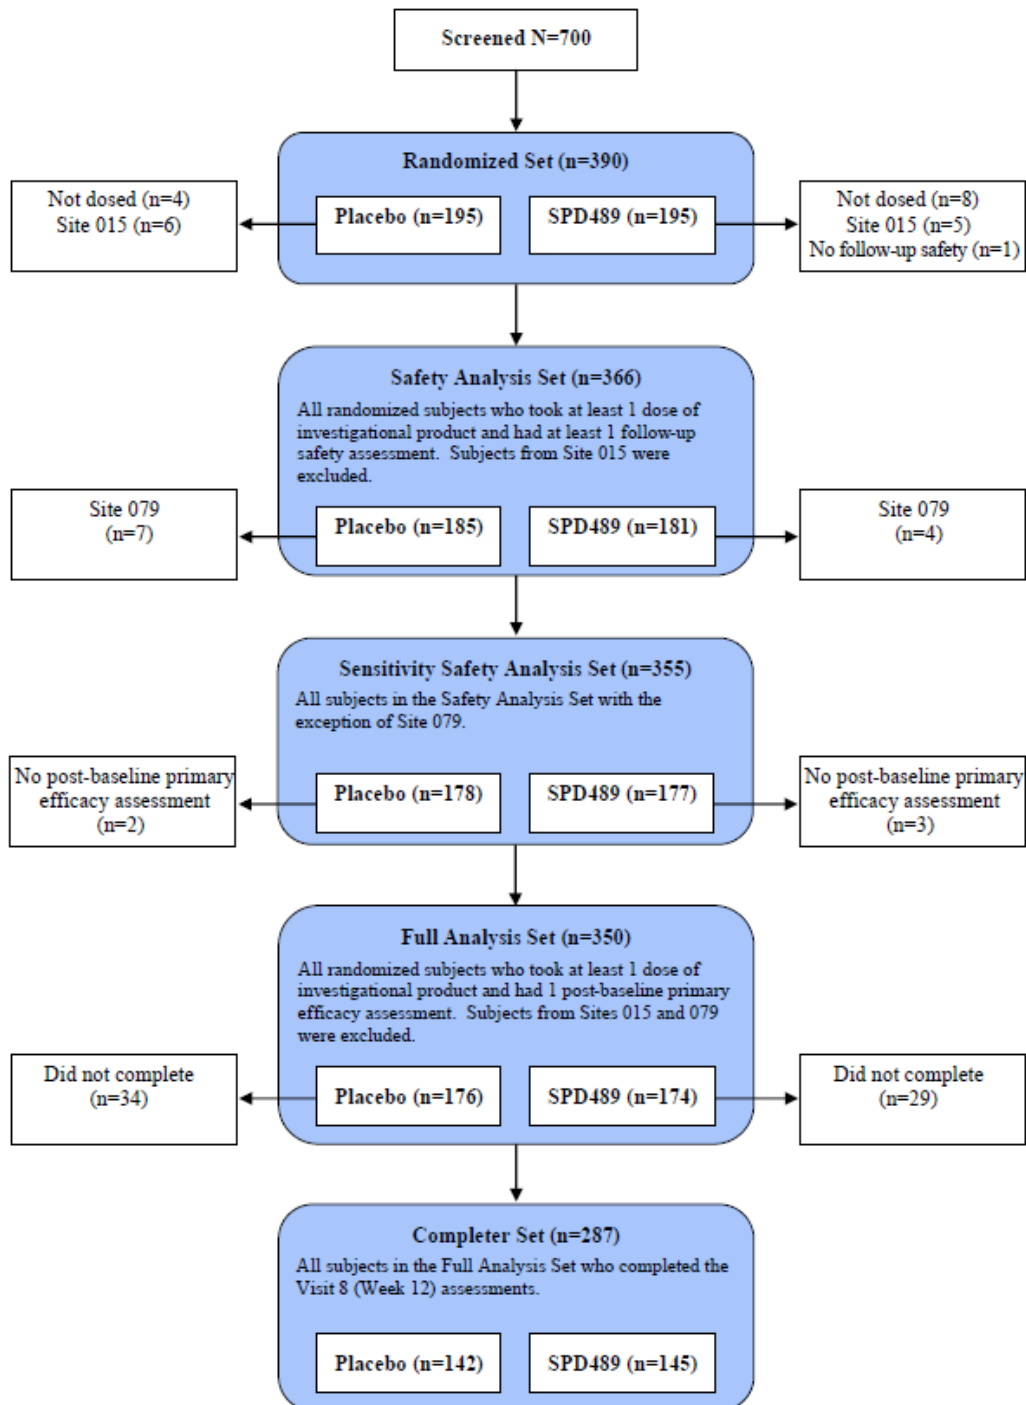 Screened N=700
Randomized Set (n=390)
Not dosed (n=4)
Site 015 (n=6)
Placebo (n=195)
SPD489 (n=195)
Not dosed (n=8)
Site 015 (n=5)
No follow-up safety (n=1)
Safety Analysis Set (n=366)
All randomized subjects who took at least 1 dose of
investigational product and had at least 1 follow-up
safety assessment. Subjects from Site 015 were
excluded.
Site 079
(n=7)
Placebo (n=185)
SPD489 (n=181)
Site 079
(n=4)
Sensitivity Safety Analysis Set (n=355)
All subjects in the Safety Analysis Set with the
exception of Site 079.
No post-baseline primary
efficacy assessment
(n=2)
Placebo (n=178)
SPD489 (n=177)
No post-baseline primary
efficacy assessment
(n=3)
Full Analysis Set (n=350)
All randomized subjects who took at least 1 dose of
investigational product and had 1 post-baseline primary
efficacy assessment. Subjects from Sites 015 and 079
were excluded.
Did not complete
(n=34)
Placebo (n=176)
SPD489 (n=174)
Did not complete
(n=29)
Completer Set (n=287)
All subjects in the Full Analysis Set who completed the
Visit 8 (Week 12) assessments.
Placebo (n=142)
SPD489 (n=145)